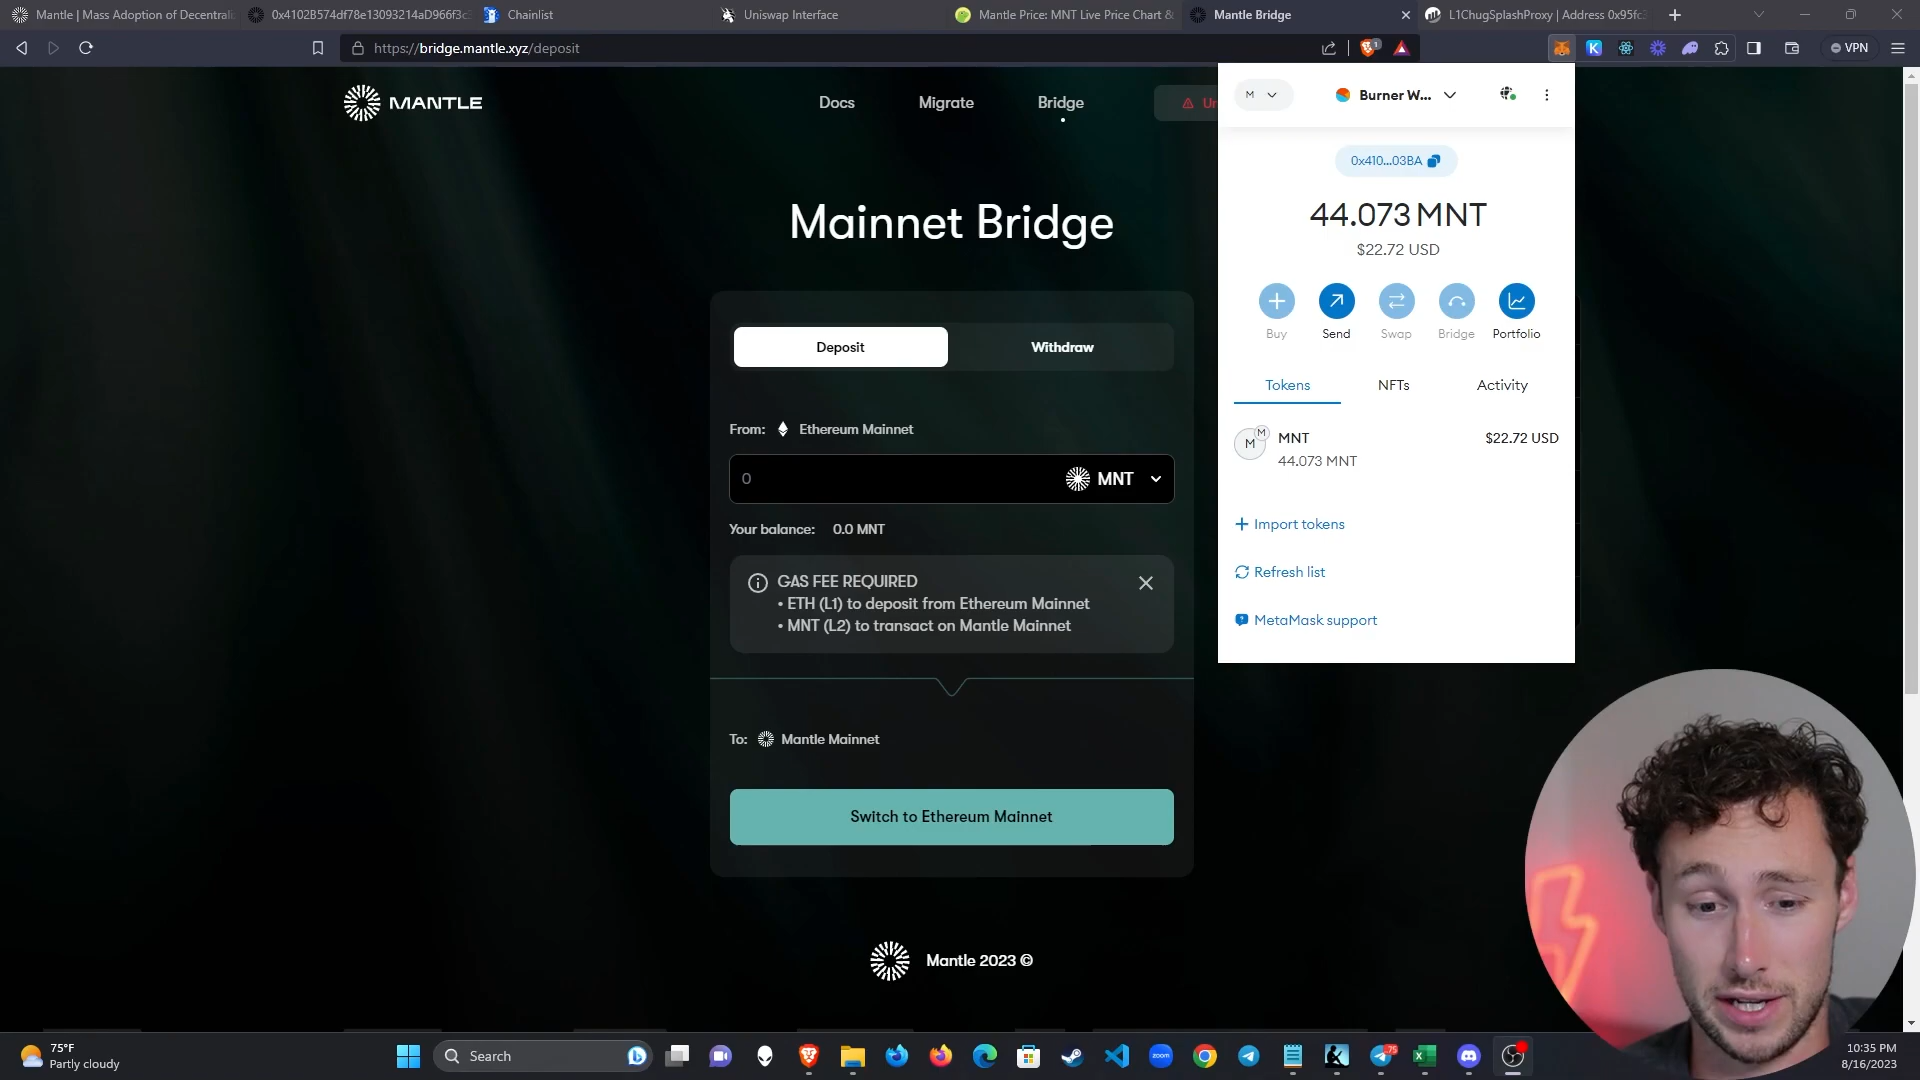 Mantle | Mass Adoption of Decentrali
0x4102B574df78e13093214aD966f3c
Chainlist
Uniswap Interface
Mantle Price: MNT Live Price Chart &
Mantle Bridge
L1ChugSplashProxy | Address 0x95fc3
https://bridge.mantle.xyz/deposit
1
VPN
MANTLE
Docs
Migrate
Bridge
Un
M
Burner W...
0x410...03BA
44.073 MNT
$22.72 USD
Buy
Send
Swap
Bridge
Portfolio
Tokens
NFTs
Activity
M
M
MNT
$22.72 USD
44.073 MNT
+ Import tokens
Refresh list
MetaMask support
Mainnet Bridge
Deposit
Withdraw
From: Ethereum Mainnet
0
MNT
Your balance: 0.0 MNT
GAS FEE REQUIRED
• ETH (L1) to deposit from Ethereum Mainnet
• MNT (L2) to transact on Mantle Mainnet
To: Mantle Mainnet
Switch to Ethereum Mainnet
Mantle 2023 ©
75°F
Partly cloudy
Search
zoom
75
10:35 PM
8/16/2023